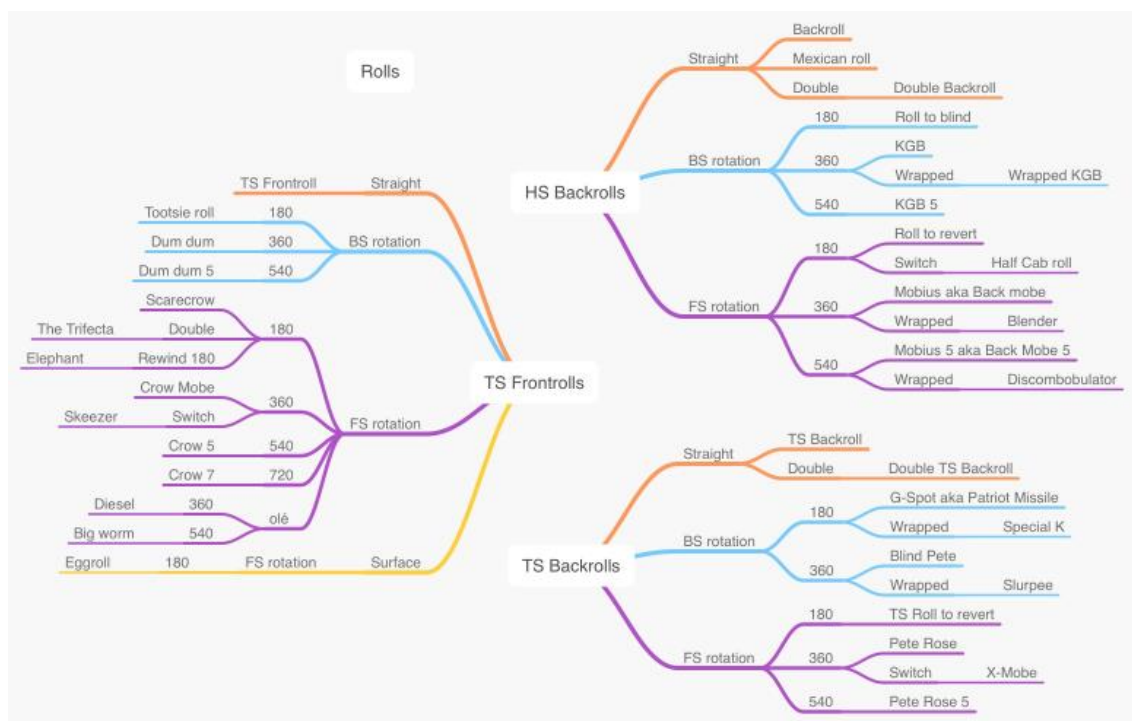 Rolls
TS Frontrolls
Straight
TS Frontroll
BS rotation
180
Tootsie roll
360
Dum dum
540
Dum dum 5
FS rotation
180
Scarecrow
Double
The Trifecta
Rewind 180
Elephant
360
Crow Mobe
Switch
Skeezer
540
Crow 5
720
Crow 7
olè
360
Diesel
540
Big worm
Surface
FS rotation
180
Eggroll
HS Backrolls
Straight
Backroll
Mexican roll
Double
Double Backroll
BS rotation
180
Roll to blind
360
KGB
Wrapped
Wrapped KGB
540
KGB 5
FS rotation
180
Roll to revert
Switch
Half Cab roll
360
Mobius aka Back mobe
Wrapped
Blender
540
Mobius 5 aka Back Mobe 5
Wrapped
Discombobulator
TS Backrolls
Straight
TS Backroll
Double
Double TS Backroll
BS rotation
180
G-Spot aka Patriot Missile
Wrapped
Special K
360
Blind Pete
Wrapped
Slurpee
FS rotation
180
TS Roll to revert
360
Pete Rose
Switch
X-Mobe
540
Pete Rose 5